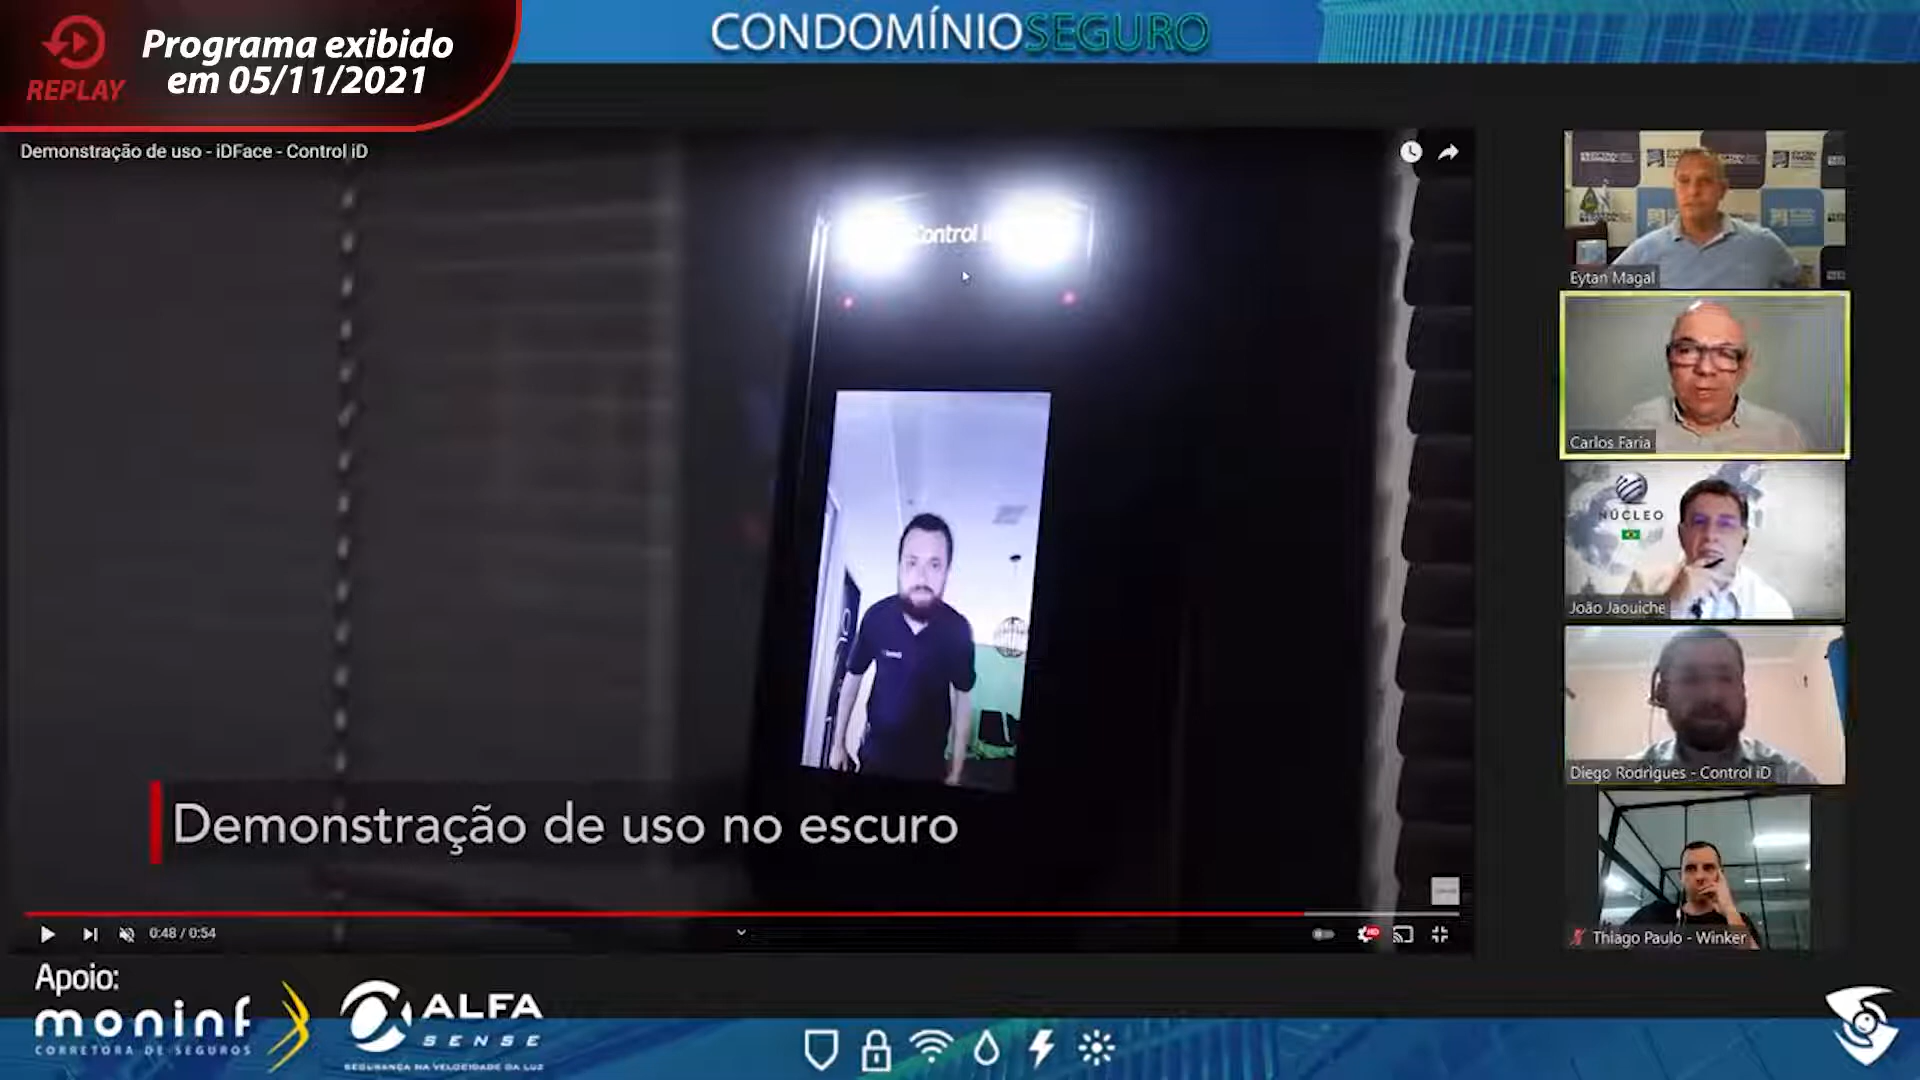 REPLAY
Programa exibido
em 05/11/2021
CONDOMÍNIOSEGURO
Demonstração de uso - iDFace - Control iD
Control i
Demonstração de uso no escuro
0:48 / 0:54
HD
Eytan Magal
Carlos Faria
NÚCLEO
João Jaouiche
Diego Rodrigues - Control iD
Thiago Paulo - Winker
Apoio:
moninf
CORRETORA DE SEGUROS
ALFA
SENSE
SEGURANÇA NA VELOCIDADE DA LUZ